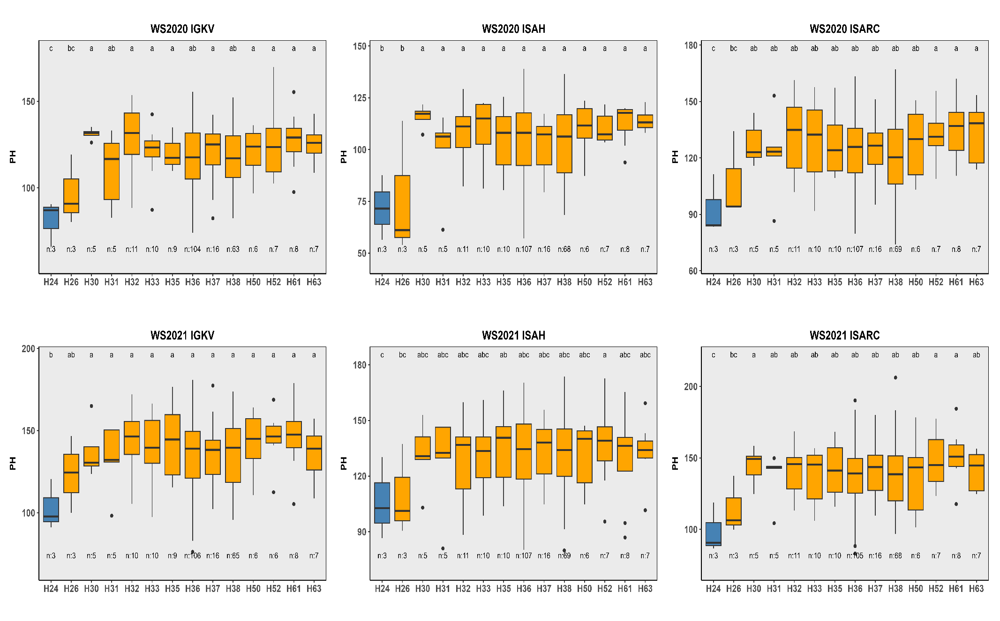 WS2020 IGKV
c bc a ab a a a ab a ab a a a a
150
100
PH
n:3 n:3 n:5 n:5 n:11 n:10 n:9 n:104 n:16 n:63 n:6 n:7 n:8 n:7
H24 H26 H30 H31 H32 H33 H35 H36 H37 H38 H50 H52 H61 H63
WS2020 ISAH
150
b b a a a a a a a a a a a a
125
100
75
50
PH
n:3 n:3 n:5 n:5 n:11 n:10 n:10 n:107 n:16 n:68 n:6 n:7 n:8 n:7
H24 H26 H30 H31 H32 H33 H35 H36 H37 H38 H50 H52 H61 H63
WS2020 ISARC
180
c bc ab ab ab ab ab ab ab ab ab a a a
150
120
90
60
PH
n:3 n:3 n:5 n:5 n:11 n:10 n:10 n:107 n:16 n:69 n:6 n:7 n:8 n:7
H24 H26 H30 H31 H32 H33 H35 H36 H37 H38 H50 H52 H61 H63
WS2021 IGKV
200
b ab a a a a a a a a a a a a
150
100
PH
n:3 n:3 n:5 n:5 n:10 n:10 n:9 n:106 n:16 n:65 n:6 n:6 n:8 n:7
H24 H26 H30 H31 H32 H33 H35 H36 H37 H38 H50 H52 H61 H63
WS2021 ISAH
c bc abc abc abc abc ab abc abc abc abc a abc abc
180
150
120
90
PH
n:3 n:3 n:5 n:5 n:11 n:10 n:10 n:107 n:16 n:69 n:6 n:7 n:8 n:7
H24 H26 H30 H31 H32 H33 H35 H36 H37 H38 H50 H52 H61 H63
WS2021 ISARC
c bc a ab ab ab ab ab ab ab ab a a ab
200
150
100
PH
n:3 n:3 n:5 n:5 n:11 n:10 n:10 n:105 n:16 n:68 n:6 n:7 n:8 n:7
H24 H26 H30 H31 H32 H33 H35 H36 H37 H38 H50 H52 H61 H63